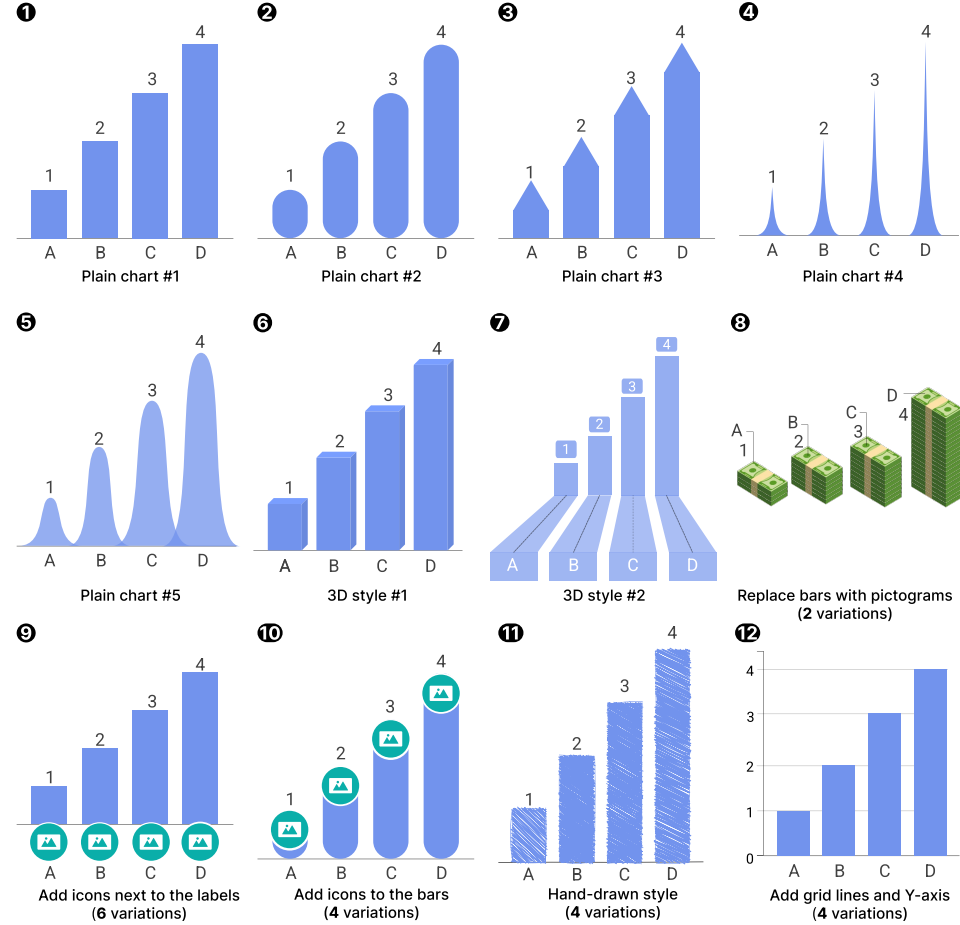 1
4
3
2
1
A B C D
Plain chart #1
2
4
3
2
1
A B C D
Plain chart #2
3
4
3
2
1
A B C D
Plain chart #3
4
4
3
2
1
A B C D
Plain chart #4
5
4
3
2
1
A B C D
Plain chart #5
6
4
3
2
1
A B C D
3D style #1
7
4
3
2
1
A B C D
3D style #2
8
D
4
C
3
B
2
A
1
Replace bars with pictograms
(2 variations)
9
4
3
2
1
A B C D
Add icons next to the labels
(6 variations)
10
4
3
2
1
A B C D
Add icons to the bars
(4 variations)
11
4
3
2
1
A B C D
Hand-drawn style
(4 variations)
12
4
3
2
1
0
A B C D
Add grid lines and Y-axis
(4 variations)